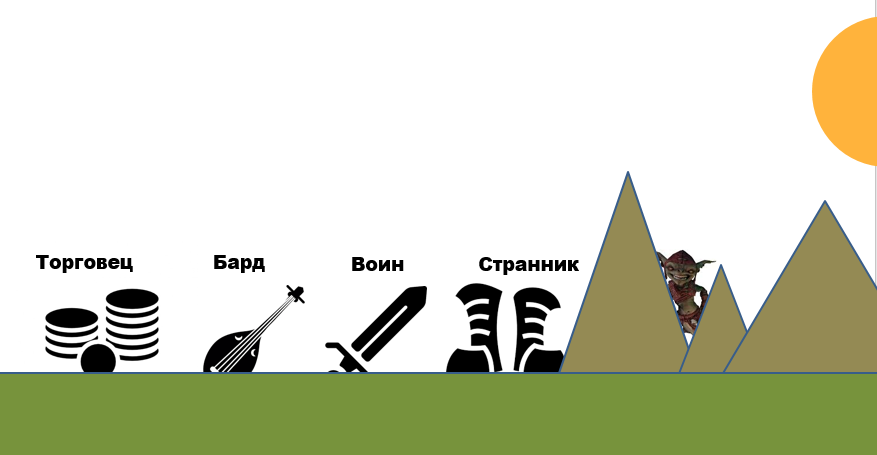 Торговец
Бард
Воин
Странник